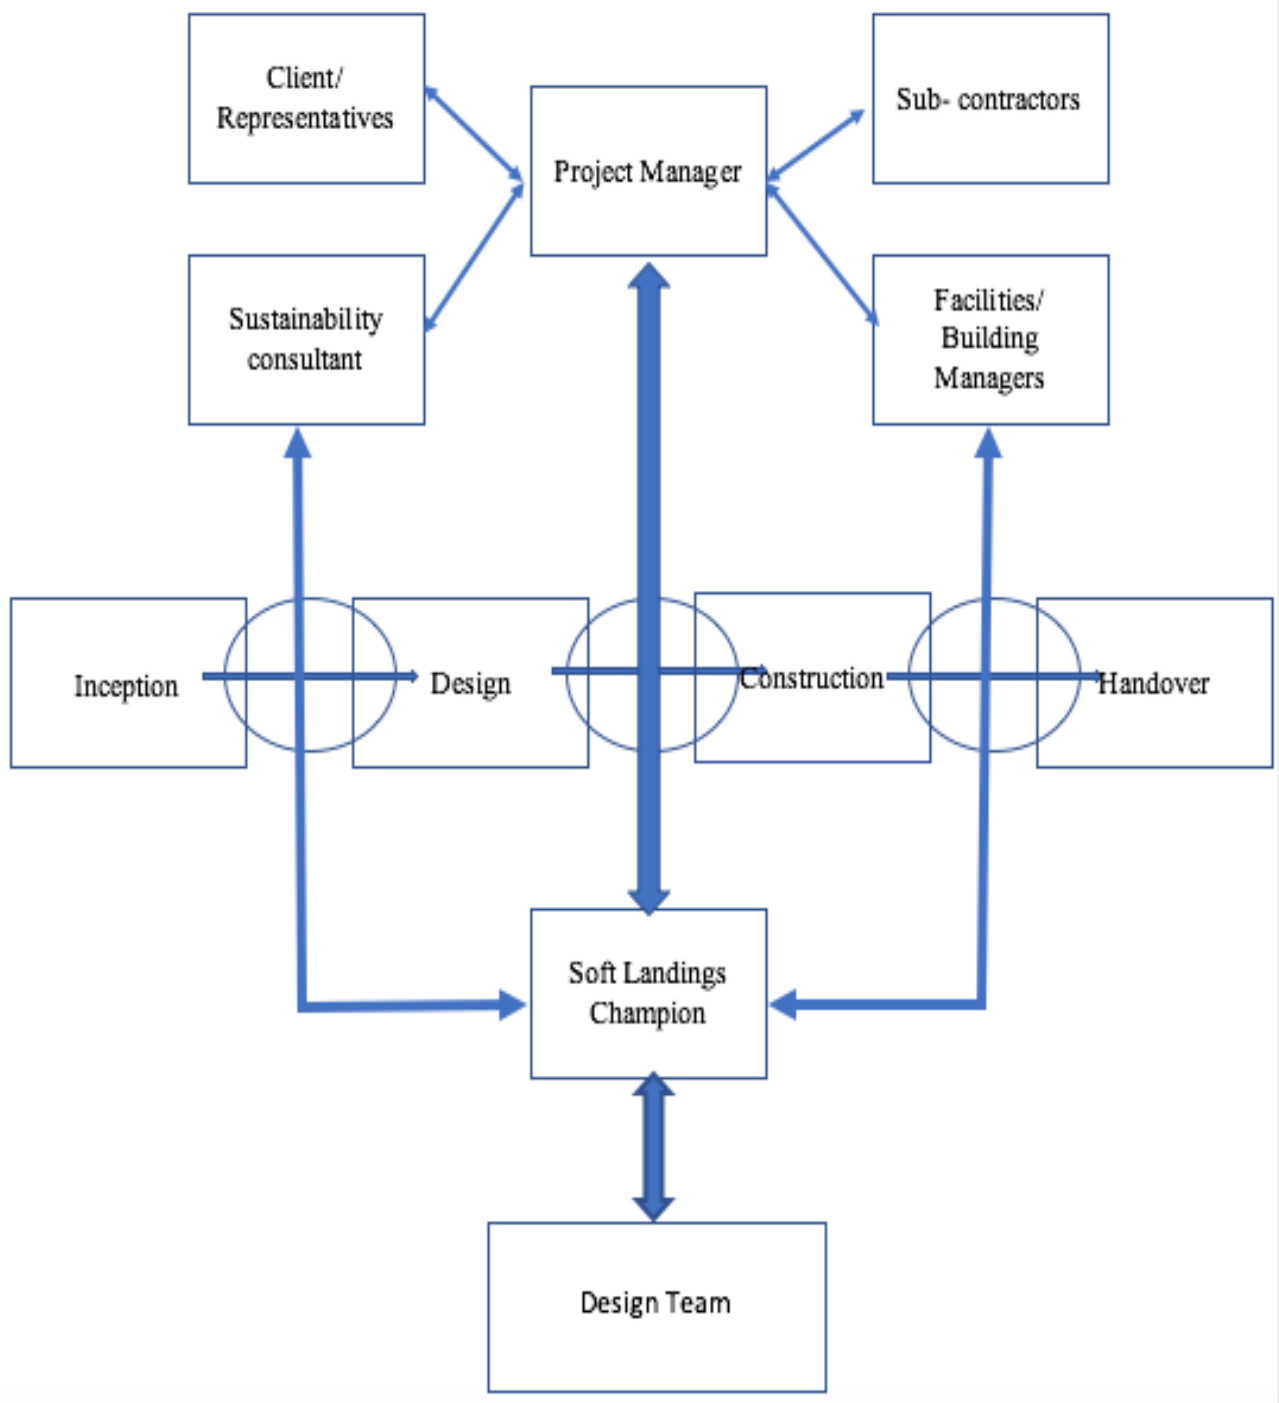 Client/
Representatives
Project Manager
Sub- contractors
Sustainability
consultant
Facilities/
Building
Managers
Inception
Design
Construction
Handover
Soft Landings
Champion
Design Team